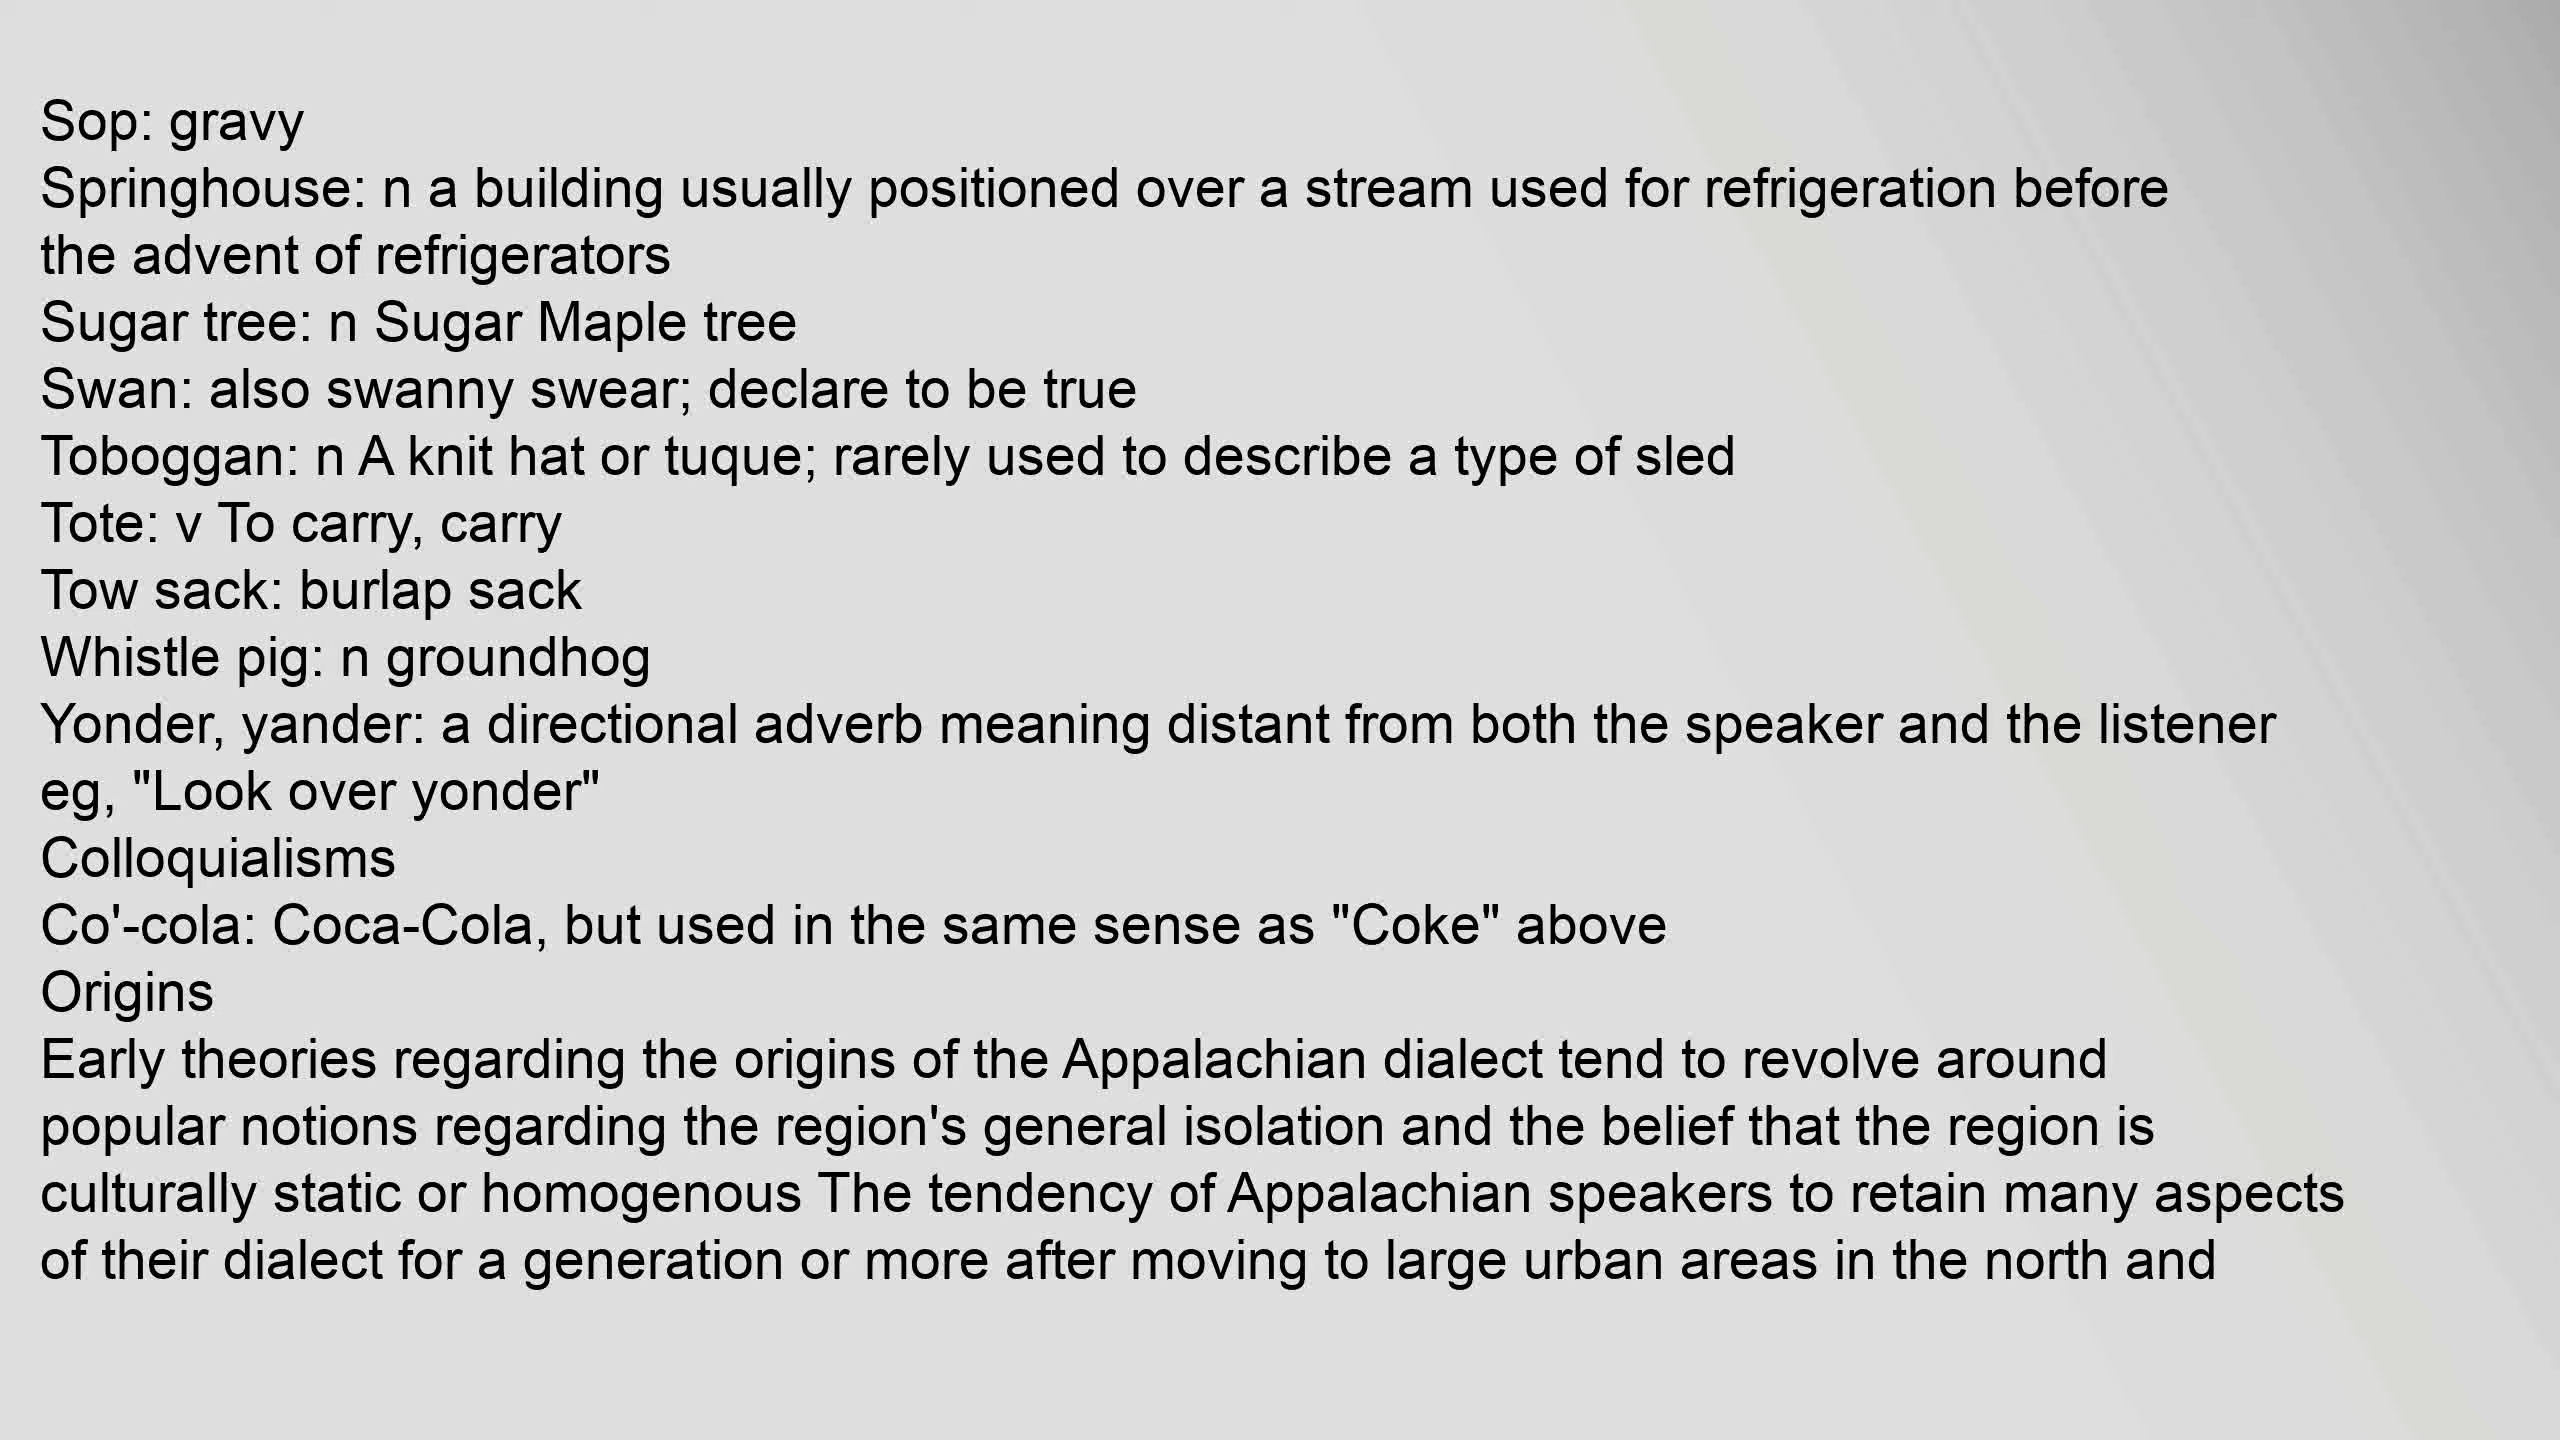 Sop: gravy
Springhouse: n a building usually positioned over a stream used for refrigeration before
the advent of refrigerators
Sugar tree: n Sugar Maple tree
Swan: also swanny swear; declare to be true
Toboggan: n A knit hat or tuque; rarely used to describe a type of sled
Tote: v To carry, carry
Tow sack: burlap sack
Whistle pig: n groundhog
Yonder, yander: a directional adverb meaning distant from both the speaker and the listener
eg, "Look over yonder"
Colloquialisms
Co'-cola: Coca-Cola, but used in the same sense as "Coke" above
Origins
Early theories regarding the origins of the Appalachian dialect tend to revolve around
popular notions regarding the region's general isolation and the belief that the region is
culturally static or homogenous The tendency of Appalachian speakers to retain many aspects
of their dialect for a generation or more after moving to large urban areas in the north and